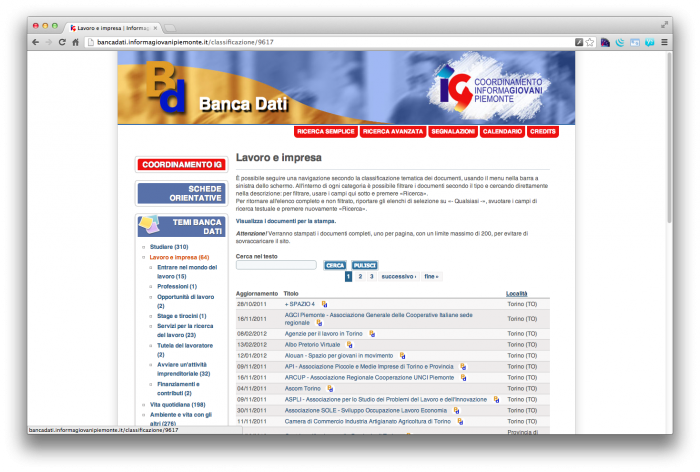 Lavoro e impresa | Informag
bancadati.informagiovanipiemonte.it/classificazione/9617
Bd
Banca Dati
iG
COORDINAMENTO
INFORMAGIOVANI
PIEMONTE
RICERCA SEMPLICE
RICERCA AVANZATA
SEGNALAZIONI
CALENDARIO
CREDITS
COORDINAMENTO IG
SCHEDE
ORIENTATIVE
TEMI BANCA
DATI
Studiare (310)
Lavoro e impresa (64)
Entrare nel mondo del
lavoro (15)
Professioni (1)
Opportunità di lavoro
(2)
Stage e tirocini (1)
Servizi per la ricerca
del lavoro (23)
Tutela del lavoratore
(2)
Avviare un'attività
imprenditoriale (32)
Finanziamenti e
contributi (2)
Vita quotidiana (198)
Ambiente e vita con gli
altri (276)
Lavoro e impresa
È possibile seguire una navigazione secondo la classificazione tematica dei documenti, usando il menu nella barra a
sinistra dello schermo. All'interno di ogni categoria è possibile filtrare i documenti secondo il tipo e cercando direttamente
nella descrizione: per filtrare, usare i campi qui sotto e premere «Ricerca».
Per ritornare all'elenco completo e non filtrato, riportare gli elenchi di selezione su «- Qualsiasi -», svuotare i campi di
ricerca testuale e premere nuovamente «Ricerca».
Visualizza i documenti per la stampa.
Attenzione! Verranno stampati i documenti completi, uno per pagina, con un limite massimo di 200, per evitare di
sovraccaricare il sito.
Cerca nel testo
CERCA
PULISCI
1 2 3 successivo › fine »
Aggiornamento Titolo Località
28/10/2011 + SPAZIO 4 Torino (TO)
16/11/2011 AGCI Piemonte - Associazione Generale delle Cooperative Italiane sede
regionale Torino (TO)
08/02/2012 Agenzie per il lavoro in Torino Torino (TO)
13/02/2012 Albo Pretorio Virtuale Torino (TO)
12/01/2012 Alouan - Spazio per giovani in movimento Torino (TO)
09/11/2011 API - Associazione Piccole e Medie Imprese di Torino e Provincia Torino (TO)
16/11/2011 ARCUP - Associazione Regionale Cooperazione UNCI Piemonte Torino (TO)
04/11/2011 Ascom Torino Torino (TO)
09/11/2011 ASPLI - Associazione per lo Studio dei Problemi del Lavoro e dell'Innovazione Torino (TO)
30/11/2011 Associazione SOLE - Sviluppo Occupazione Lavoro Economia Torino (TO)
11/11/2011 Camera di Commercio Industria Artigianato Agricoltura di Torino Torino (TO)
Provincia di
bancadati.informagiovanipiemonte.it/classificazione/9617